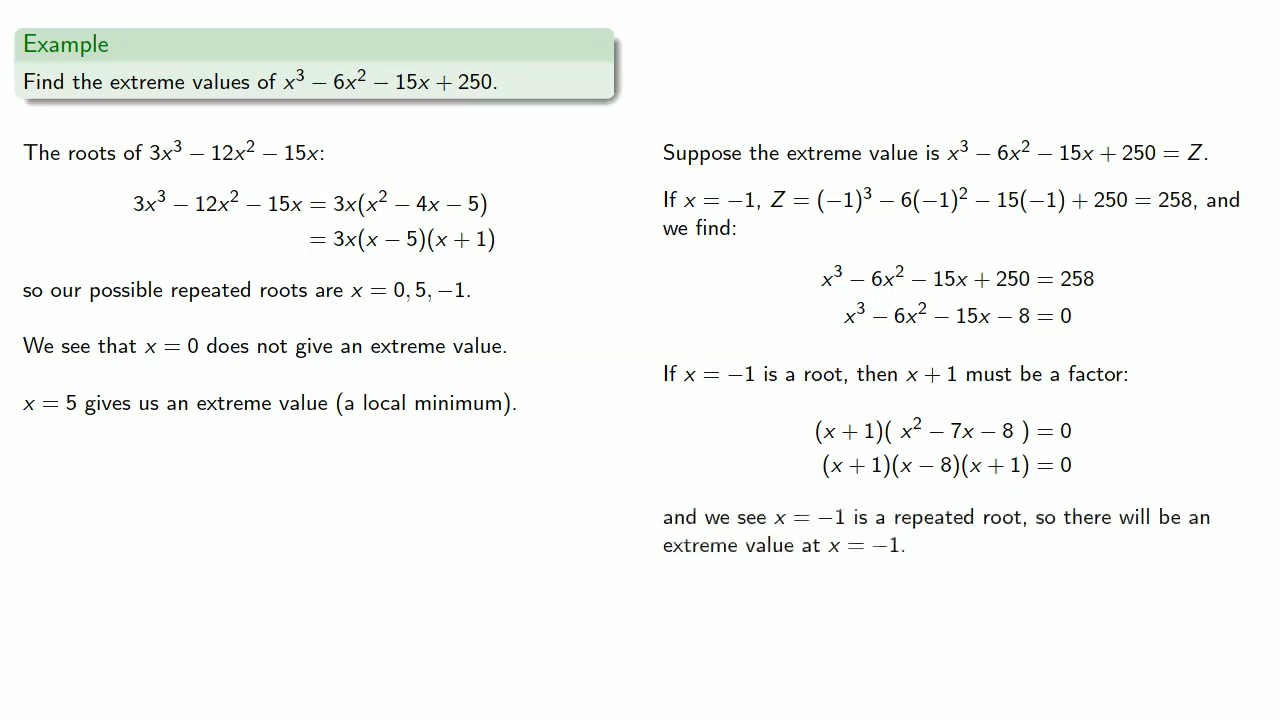 Example
Find the extreme values of x³ − 6x² − 15x + 250.
The roots of 3x³ − 12x² − 15x:
3x³ − 12x² − 15x = 3x(x² − 4x − 5)
= 3x(x − 5)(x + 1)
so our possible repeated roots are x = 0, 5, −1.
We see that x = 0 does not give an extreme value.
x = 5 gives us an extreme value (a local minimum).
Suppose the extreme value is x³ − 6x² − 15x + 250 = Z.
If x = −1, Z = (−1)³ − 6(−1)² − 15(−1) + 250 = 258, and
we find:
x³ − 6x² − 15x + 250 = 258
x³ − 6x² − 15x − 8 = 0
If x = −1 is a root, then x + 1 must be a factor:
(x + 1)( x² − 7x − 8 ) = 0
(x + 1)(x − 8)(x + 1) = 0
and we see x = −1 is a repeated root, so there will be an
extreme value at x = −1.